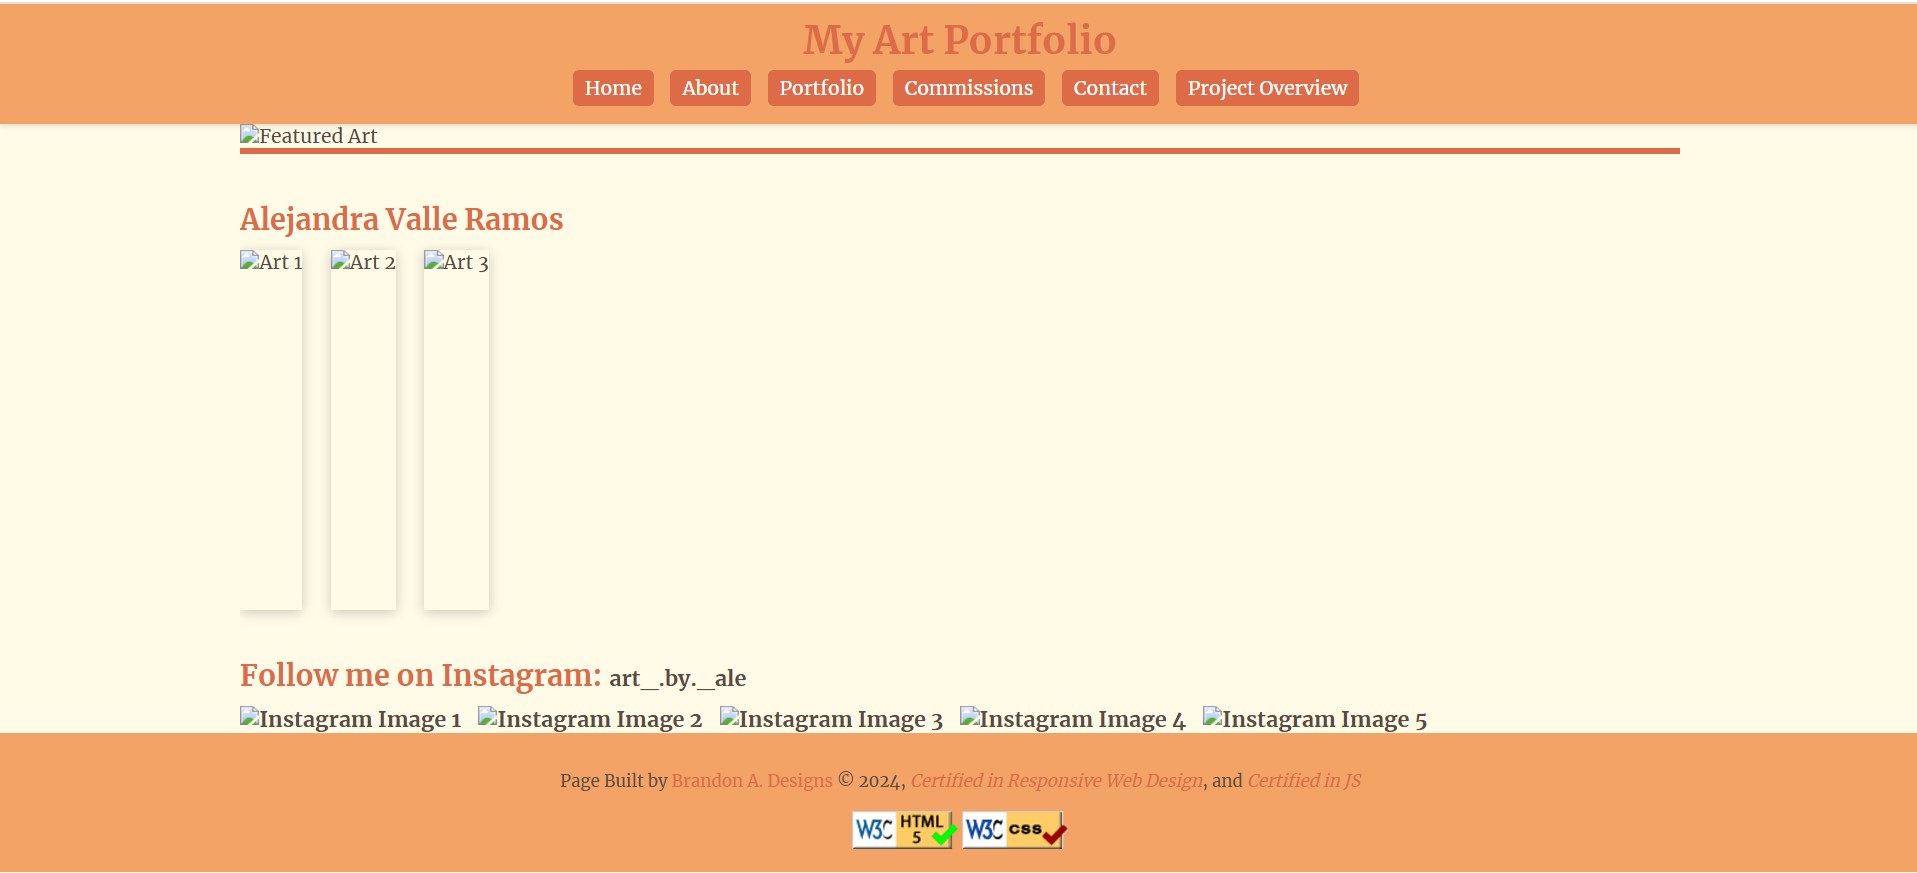 My Art Portfolio
Home About Portfolio Commissions Contact Project Overview
Featured Art
Alejandra Valle Ramos
Art 1 Art 2 Art 3
Follow me on Instagram: art_.by._ale
Instagram Image 1 Instagram Image 2 Instagram Image 3 Instagram Image 4 Instagram Image 5
Page Built by Brandon A. Designs © 2024, Certified in Responsive Web Design, and Certified in JS
W3C HTML 5 W3C css